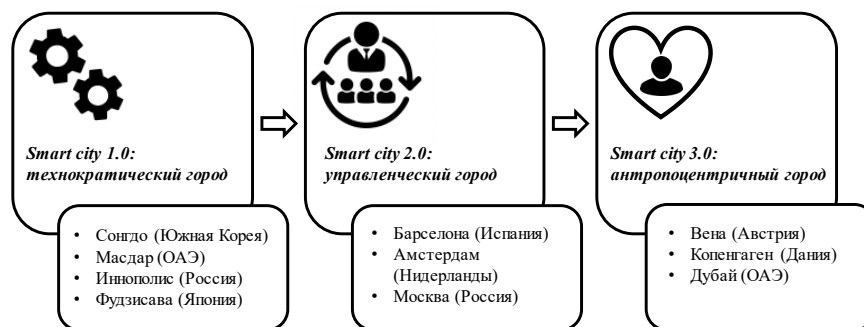 Smart city 1.0:
технократический город
• Сонгдо (Южная Корея)
• Масдар (ОАЭ)
• Иннополис (Россия)
• Фудзисава (Япония)
Smart city 2.0:
управленческий город
• Барселона (Испания)
• Амстердам
(Нидерланды)
• Москва (Россия)
Smart city 3.0:
антропоцентричный город
• Вена (Австрия)
• Копенгаген (Дания)
• Дубай (ОАЭ)